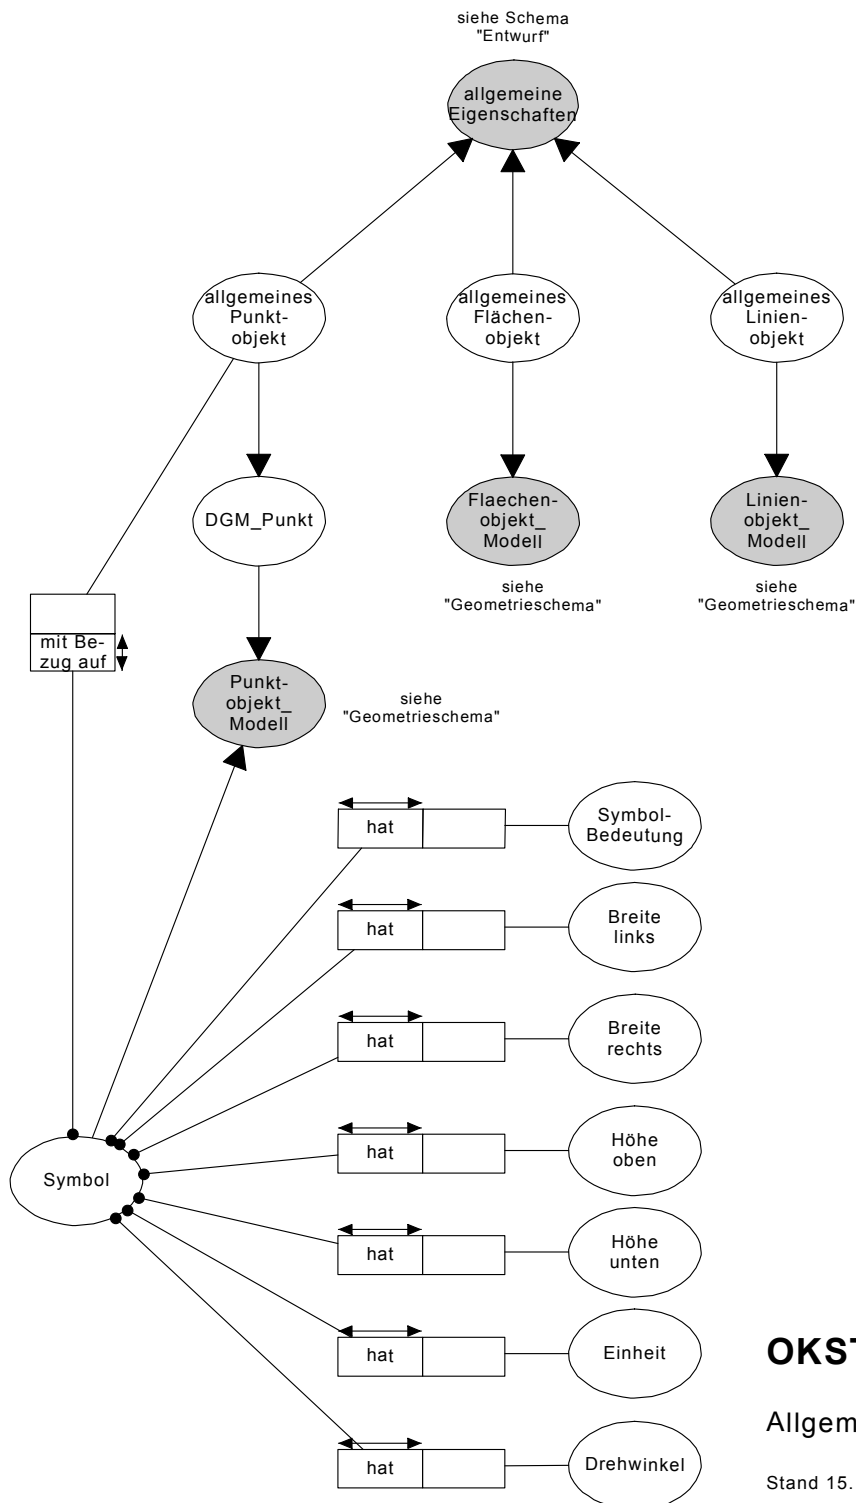 siehe Schema
"Entwurf"
allgemeine
Eigenschaften
allgemeines
Punkt-
objekt
allgemeines
Flächen-
objekt
allgemeines
Linien-
objekt
DGM_Punkt
Flaechen-
objekt_
Modell
Linien-
objekt_
Modell
siehe
"Geometrieschema"
siehe
"Geometrieschema"
mit Be-
zug auf
Punkt-
objekt_
Modell
siehe
"Geometrieschema"
hat
Symbol-
Bedeutung
hat
Breite
links
hat
Breite
rechts
hat
Höhe
oben
Symbol
hat
Höhe
unten
hat
Einheit
hat
Drehwinkel
OKST
Allgem
Stand 15.